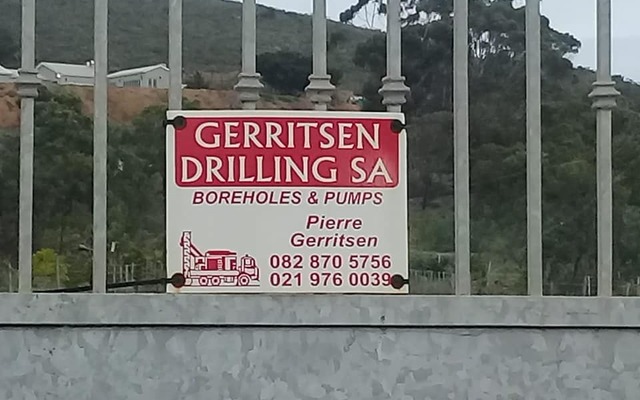 GERRITSEN
DRILLING SA
BOREHOLES & PUMPS
Pierre
Gerritsen
082 870 5756
021 976 0039